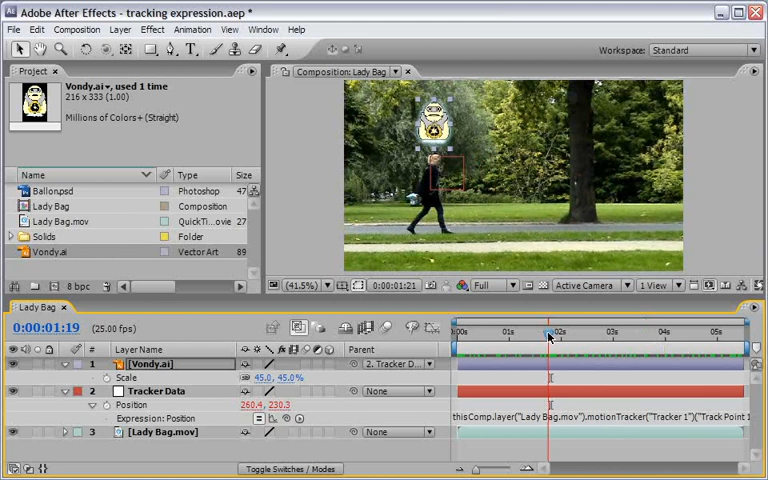 Adobe After Effects - tracking expression.aep *
File Edit Composition Layer Effect Animation View Window Help
Workspace: Standard
Project
Composition: Lady Bag
Vondy.ai , used 1 time
216 x 333 (1.00)
Millions of Colors+ (Straight)
Name Type Size
Ballon.psd Photoshop 47
Lady Bag Composition
Lady Bag.mov QuickTi...ovie 27
Solids Folder
Vondy.ai Vector Art 89
8 bpc
(41.5%) 0:00:01:21 Full Active Camera 1 View
Lady Bag
0:00:01:19 (25.00 fps)
0:00s 01s 02s 03s 04s 05s
# Layer Name Parent
1 [Vondy.ai] 2. Tracker D...
Scale 45.0, 45.0%
2 Tracker Data None
Position 260.4, 230.3
Expression: Position thisComp.layer("Lady Bag.mov").motionTracker("Tracker 1")("Track Point 1
3 [Lady Bag.mov] None
Toggle Switches / Modes